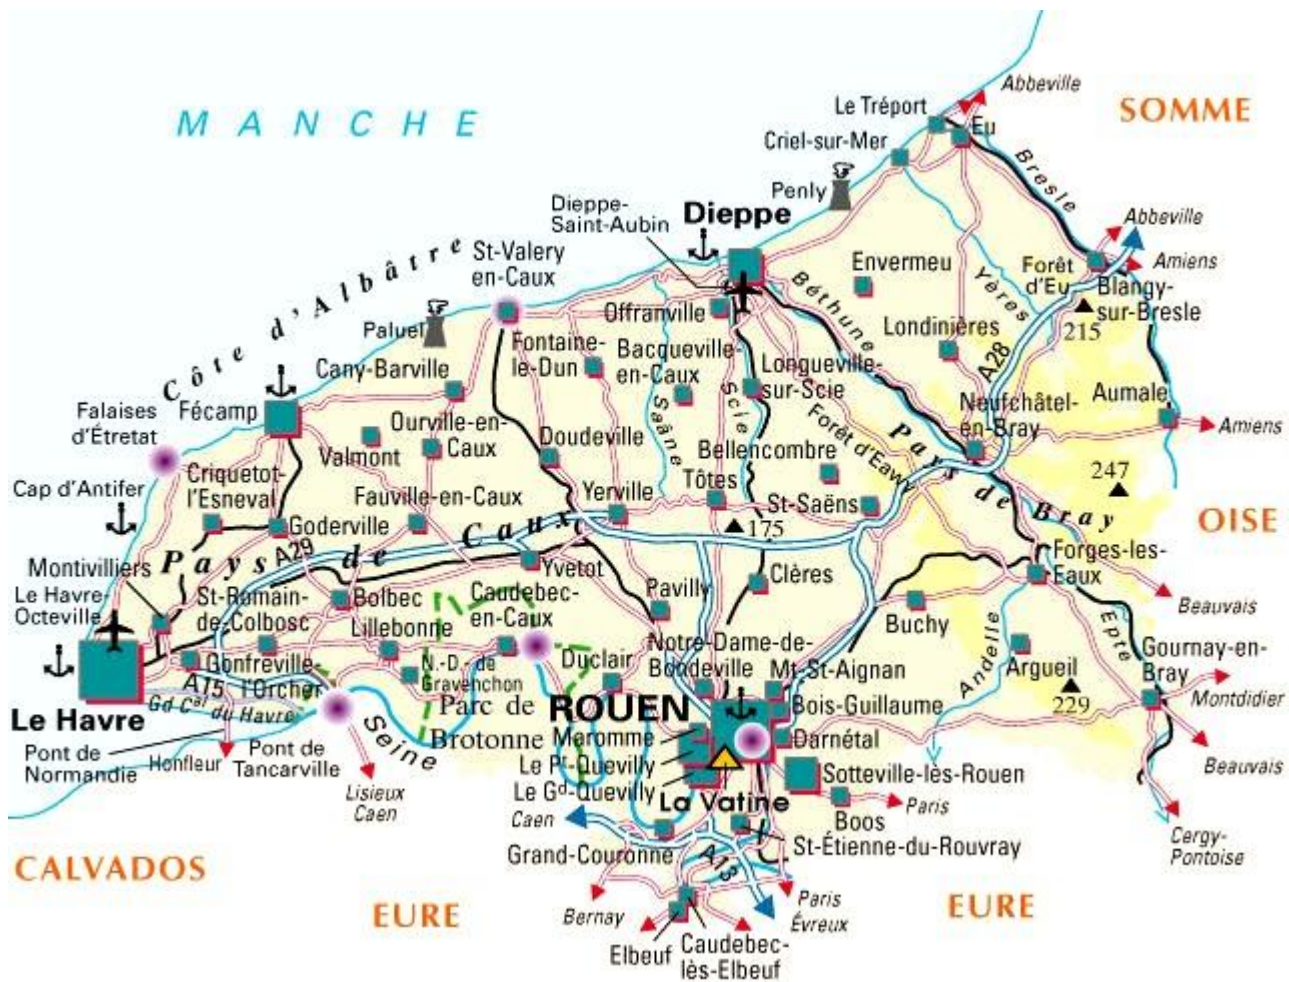 MANCHE
Abbeville
SOMME
Le Tréport
Eu
Criel-sur-Mer
Bresle
Penly
Dieppe-
Saint-Aubin
Dieppe
Abbeville
Côte d'Albâtre
St-Valery
en-Caux
Envermeu
Yères
Forêt
d'Eu
Amiens
Blangy-
sur-Bresle
Béthune
Paluel
Offranville
Londinières
215
A28
Fontaine-
le-Dun
Bacqueville-
en-Caux
Longueville-
sur-Scie
Cany-Barville
Saâne
Scie
Neufchâtel-
en-Bray
Aumale
Falaises
d'Étretat
Fécamp
Ourville-en-
Caux
Doudeville
Forêt d'Eawy
Pays de Bray
Amiens
Valmont
Bellencombre
Criquetot-
l'Esneval
Cap d'Antifer
Fauville-en-Caux
Yerville
Tôtes
St-Saëns
247
OISE
Goderville
175
Pays de Caux
A29
Montivilliers
Yvetot
Clères
Forges-les-
Eaux
Le Havre-
Octeville
St-Romain-
de-Colbosc
Bolbec
Caudebec-
en-Caux
Pavilly
Buchy
Beauvais
Lillebonne
Notre-Dame-de-
Bondeville
Andelle
Epte
Gournay-en-
Bray
Gonfreville-
l'Orcher
N.-D.-de
Gravenchon
Duclair
Mt-St-Aignan
Argueil
A15
Gd Cal du Havre
Parc de
Brotonne
ROUEN
Bois-Guillaume
229
Montdidier
Le Havre
Seine
Maromme
Darnétal
Pont de
Normandie
Honfleur
Pont de
Tancarville
Le Pt-Quevilly
Sotteville-lès-Rouen
Beauvais
Lisieux
Caen
Le Gd-Quevilly
La Vatine
Paris
Caen
Boos
Grand-Couronne
A13
St-Étienne-du-Rouvray
Cergy-
Pontoise
CALVADOS
EURE
Bernay
Paris
Évreux
EURE
Elbeuf
Caudebec-
lès-Elbeuf